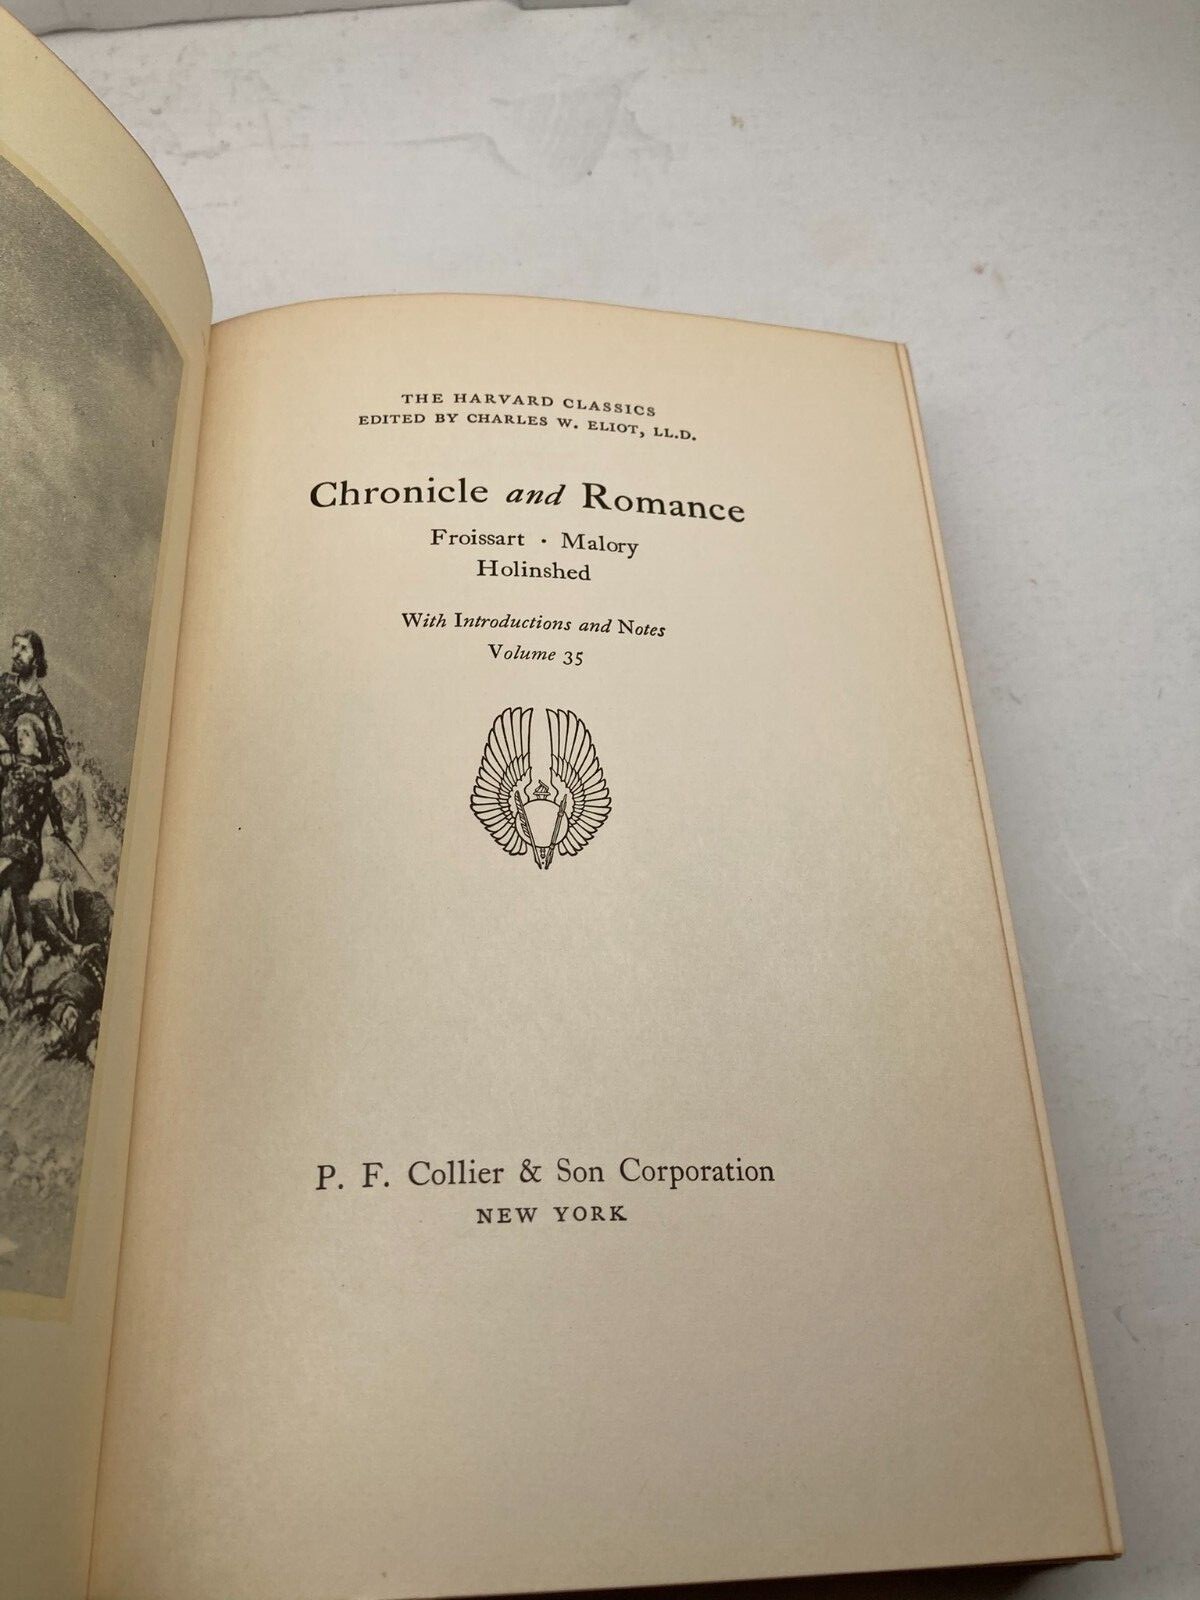 THE HARVARD CLASSICS
EDITED BY CHARLES W. ELIOT, LL.D.
Chronicle and Romance
Froissart · Malory
Holinshed
With Introductions and Notes
Volume 35
P. F. Collier & Son Corporation
NEW YORK